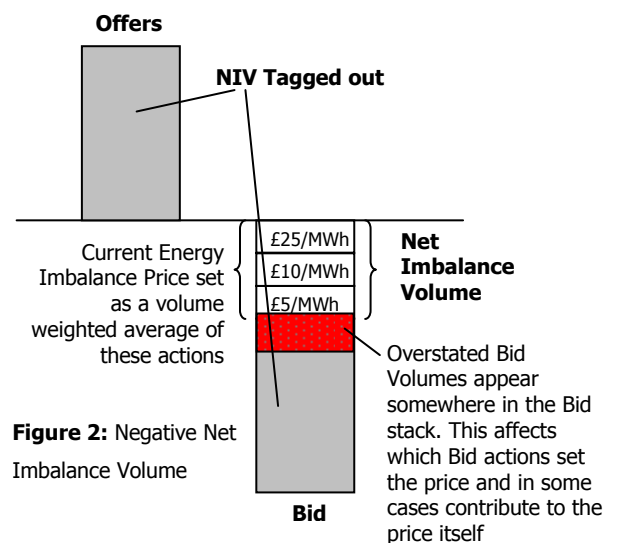 Offers
NIV Tagged out
£25/MWh
£10/MWh
£5/MWh
Current Energy
Imbalance Price set
as a volume
weighted average of
these actions
Net
Imbalance
Volume
Overstated Bid
Volumes appear
somewhere in the Bid
stack. This affects
which Bid actions set
the price and in some
cases contribute to the
price itself
Figure 2: Negative Net
Imbalance Volume
Bid